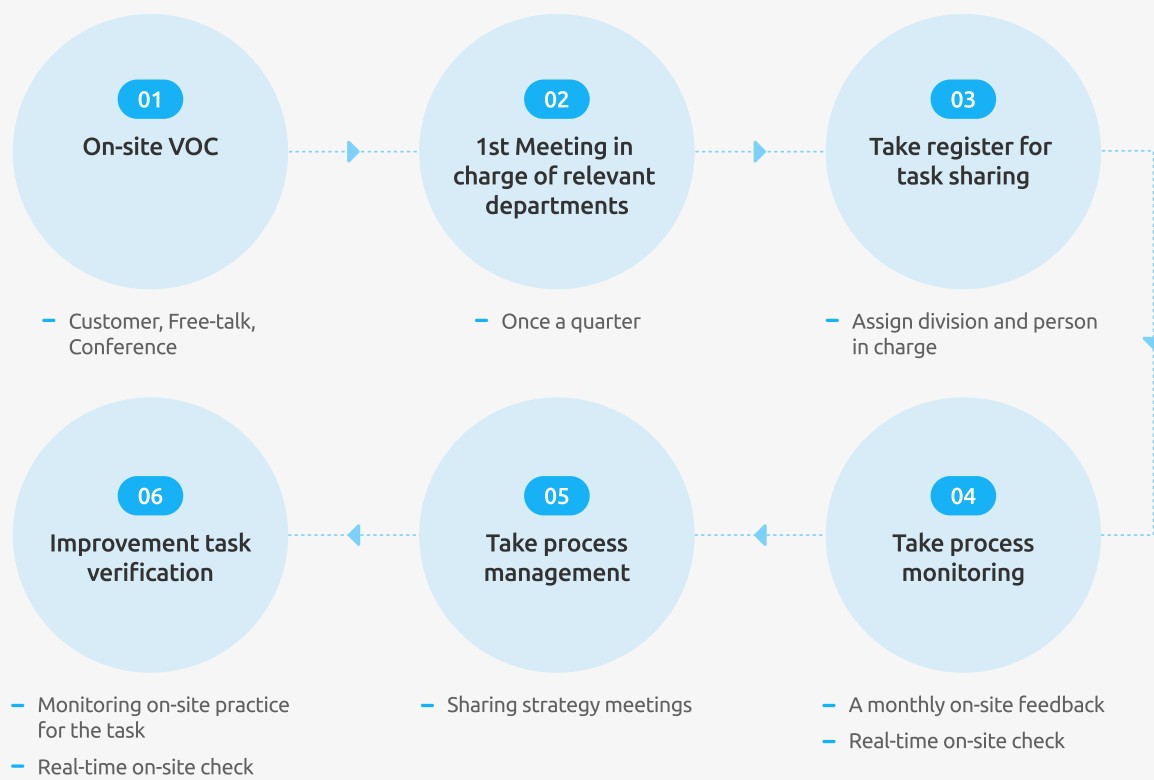 01
On-site VOC
02
1st Meeting in
charge of relevant
departments
03
Take register for
task sharing
Customer, Free-talk,
Conference
Once a quarter
Assign division and person
in charge
04
Take process
monitoring
05
Take process
management
06
Improvement task
verification
A monthly on-site feedback
Real-time on-site check
Sharing strategy meetings
Monitoring on-site practice
for the task
Real-time on-site check